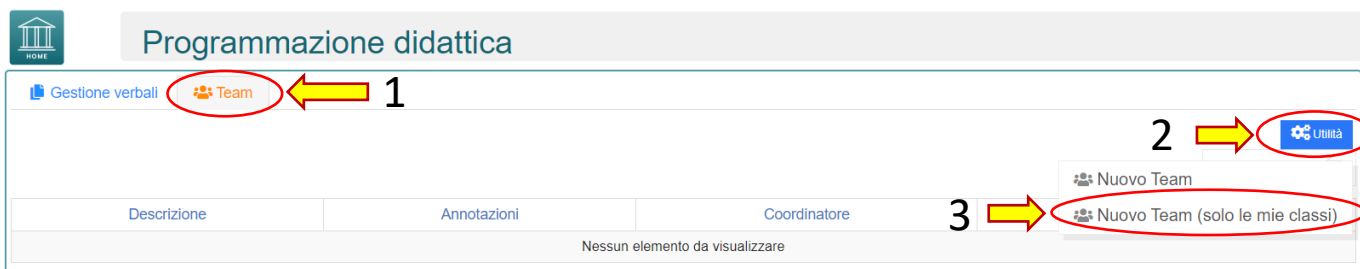 HOME
Programmazione didattica
Gestione verbali Team 1
2 Utilità
Nuovo Team
Descrizione Annotazioni Coordinatore 3 Nuovo Team (solo le mie classi)
Nessun elemento da visualizzare